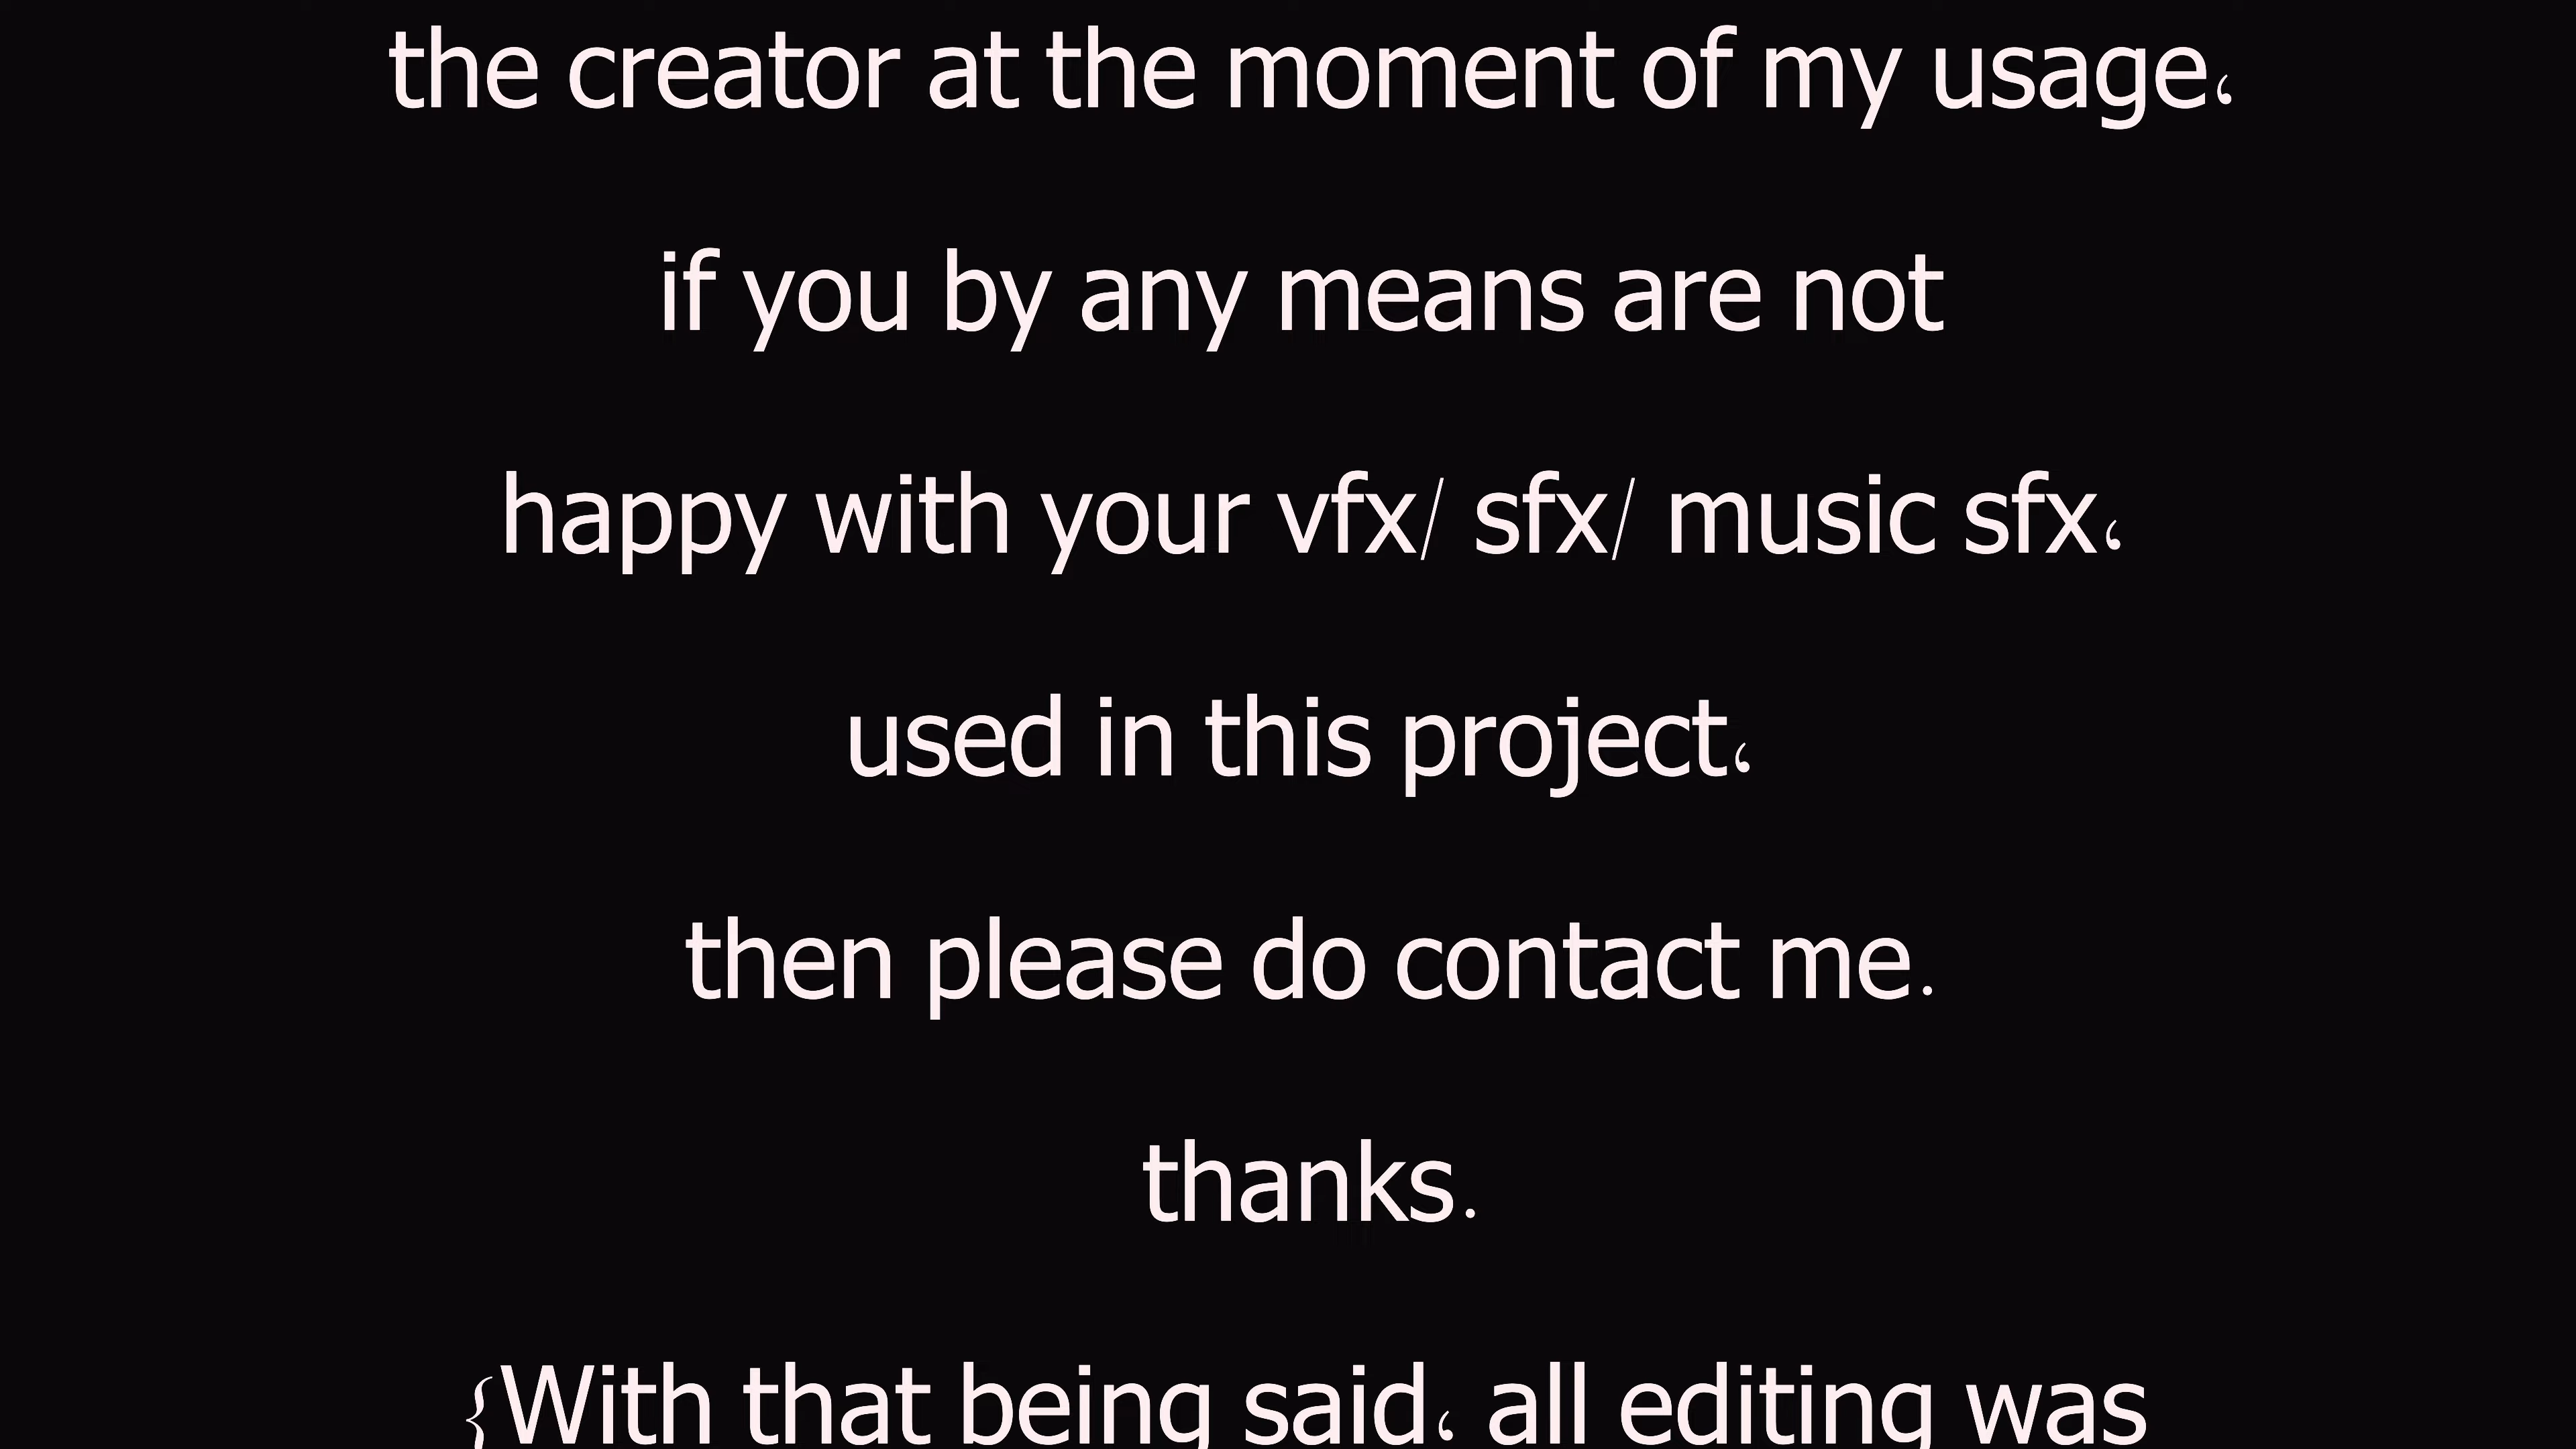 the creator at the moment of my usage،
if you by any means are not
happy with your vfx/ sfx/ music sfx،
used in this project،
then please do contact me.
thanks.
{With that being said، all editing was